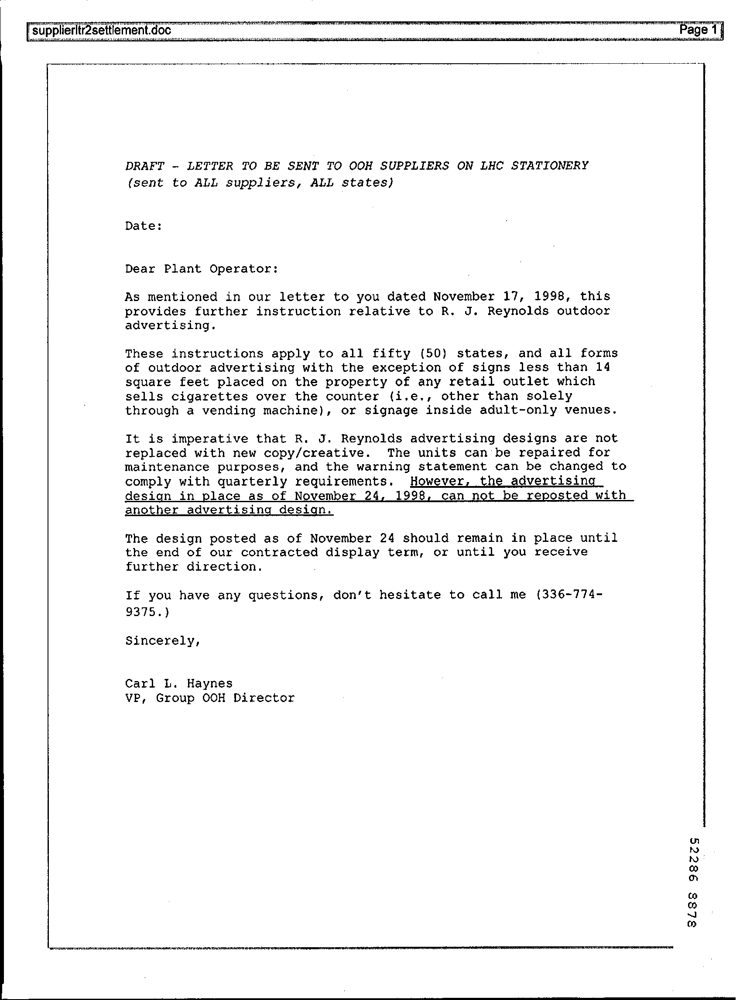 supplierltr2settlement.doc Page 1
DRAFT - LETTER TO BE SENT TO OOH SUPPLIERS ON LHC STATIONERY
(sent to ALL suppliers, ALL states)
Date:
Dear Plant Operator:
As mentioned in our letter to you dated November 17, 1998, this
provides further instruction relative to R. J. Reynolds outdoor
advertising.
These instructions apply to all fifty (50) states, and all forms
of outdoor advertising with the exception of signs less than 14
square feet placed on the property of any retail outlet which
sells cigarettes over the counter (i.e., other than solely
through a vending machine), or signage inside adult-only venues.
It is imperative that R. J. Reynolds advertising designs are not
replaced with new copy/creative. The units can be repaired for
maintenance purposes, and the warning statement can be changed to
comply with quarterly requirements. However, the advertising
design in place as of November 24, 1998, can not be reposted with
another advertising design.
The design posted as of November 24 should remain in place until
the end of our contracted display term, or until you receive
further direction.
If you have any questions, don't hesitate to call me (336-774-
9375.)
Sincerely,
Carl L. Haynes
VP, Group OOH Director
52286 8878